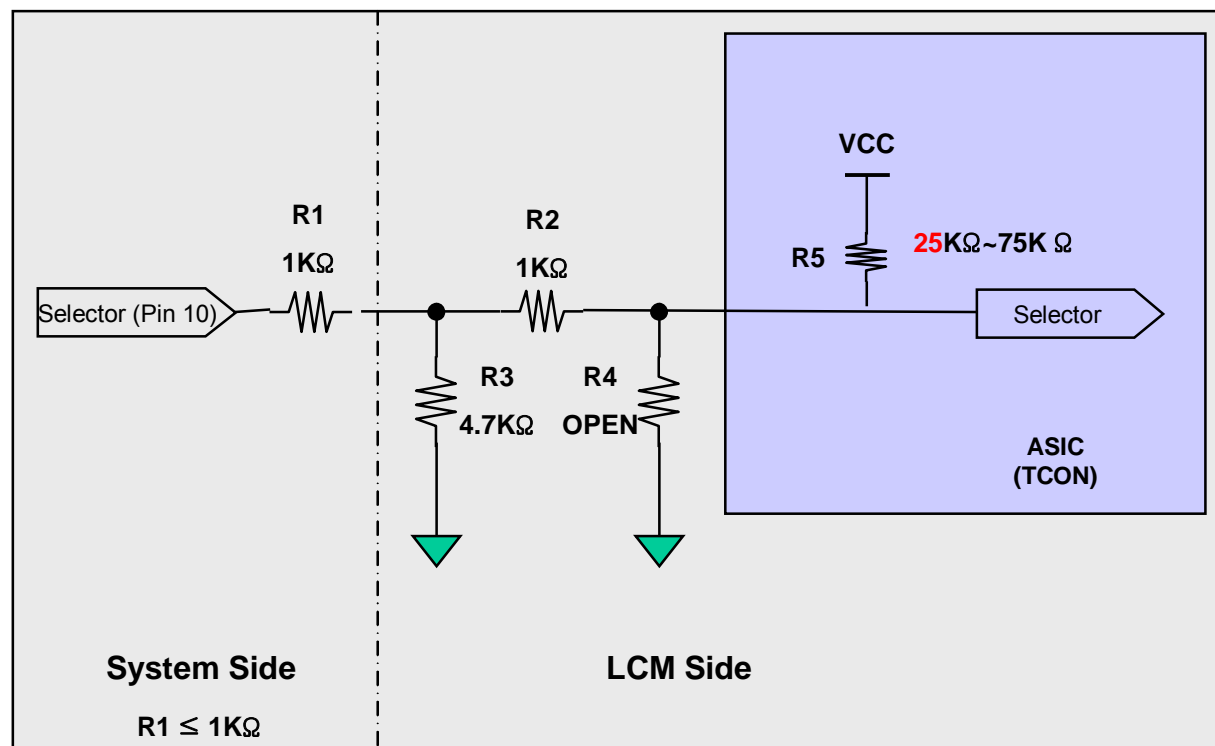 VCC
R1
1KΩ
R2
1KΩ
R5
25KΩ~75K Ω
Selector (Pin 10)
Selector
R3
4.7KΩ
R4
OPEN
ASIC
(TCON)
System Side
LCM Side
R1 ≤ 1KΩ